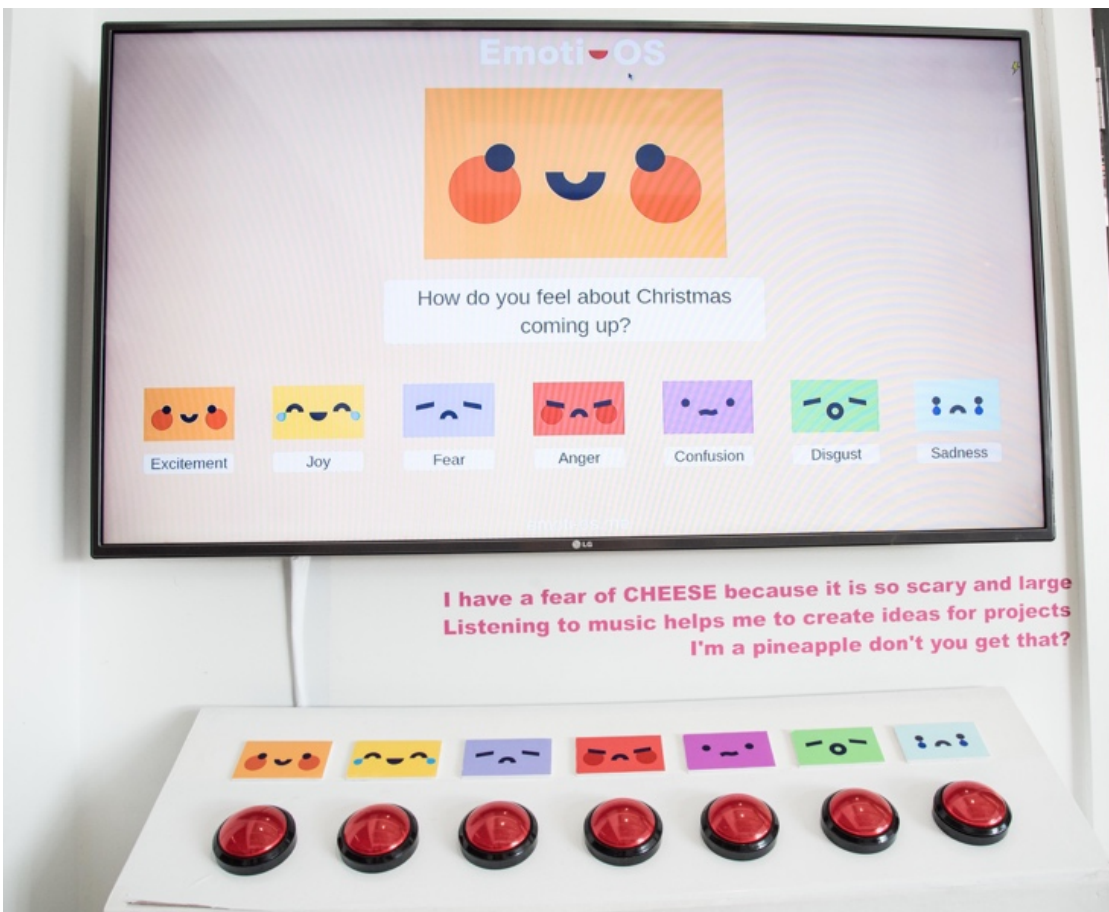 Emoti OS
How do you feel about Christmas
coming up?
Excitement
Joy
Fear
Anger
Confusion
Disgust
Sadness
LG
I have a fear of CHEESE because it is so scary and large
Listening to music helps me to create ideas for projects
I'm a pineapple don't you get that?